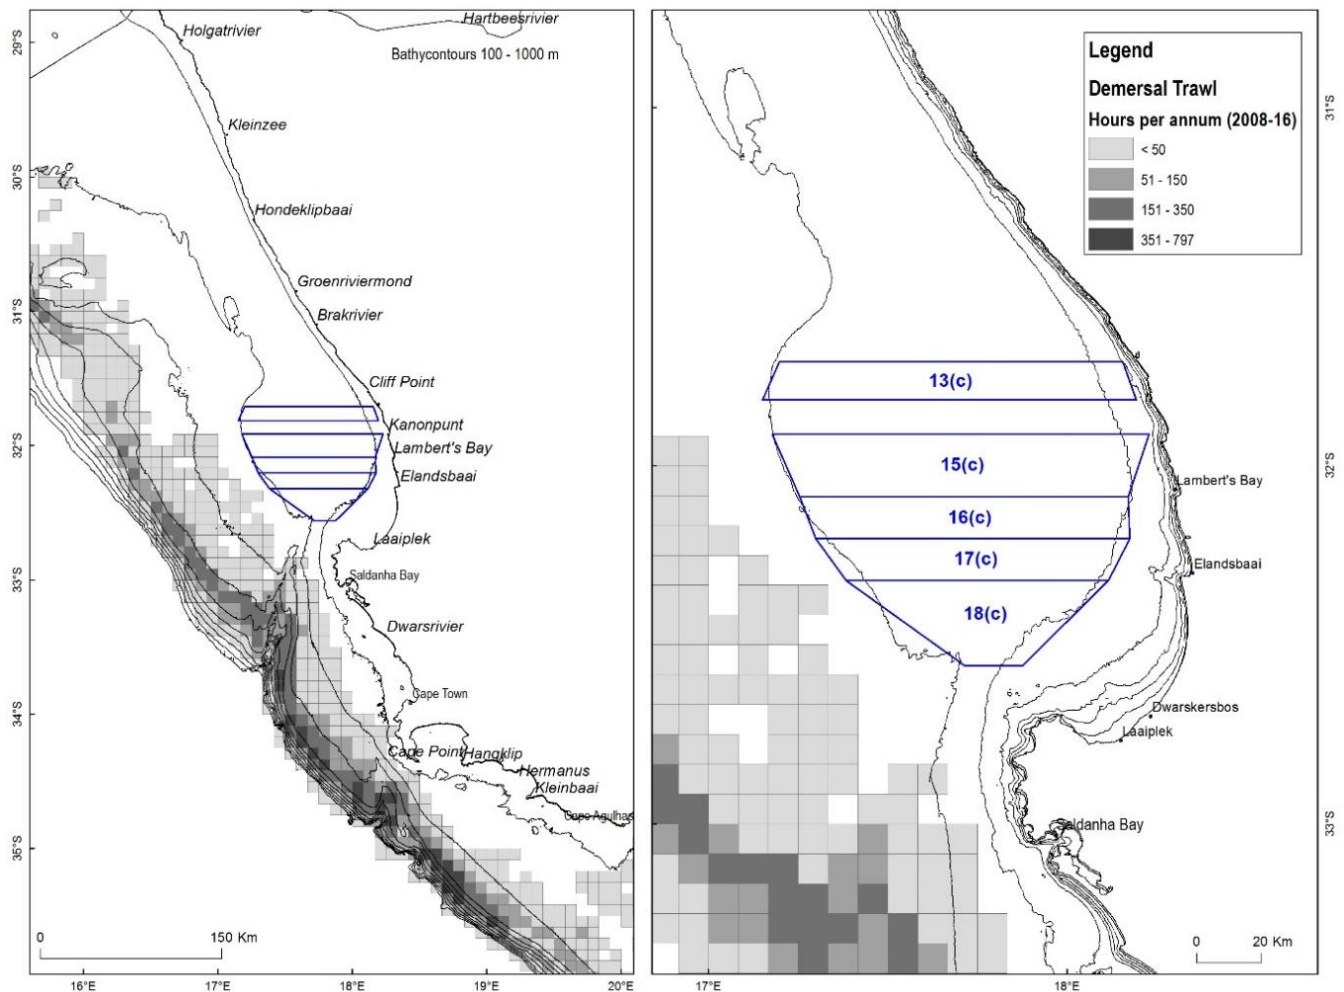 Holgatrivier
Hartbeesrivier
Bathycontours 100 - 1000 m
Kleinzee
Hondeklipbaai
Groenriviermond
Brakrivier
Cliff Point
Kanonpunt
Lambert's Bay
Elandsbaai
Laaiplek
Saldanha Bay
Dwarsrivier
Cape Town
Cape Point
Hangklip
Hermanus
Kleinbaai
Cape Agulhas
29°S
30°S
31°S
32°S
33°S
34°S
35°S
0 150 Km
16°E 17°E 18°E 19°E 20°E
Legend
Demersal Trawl
Hours per annum (2008-16)
< 50
51 - 150
151 - 350
351 - 797
13(c)
15(c)
16(c)
17(c)
18(c)
Lambert's Bay
Elandsbaai
Dwarskersbos
Laaiplek
Saldanha Bay
31°S
32°S
33°S
0 20 Km
17°E 18°E